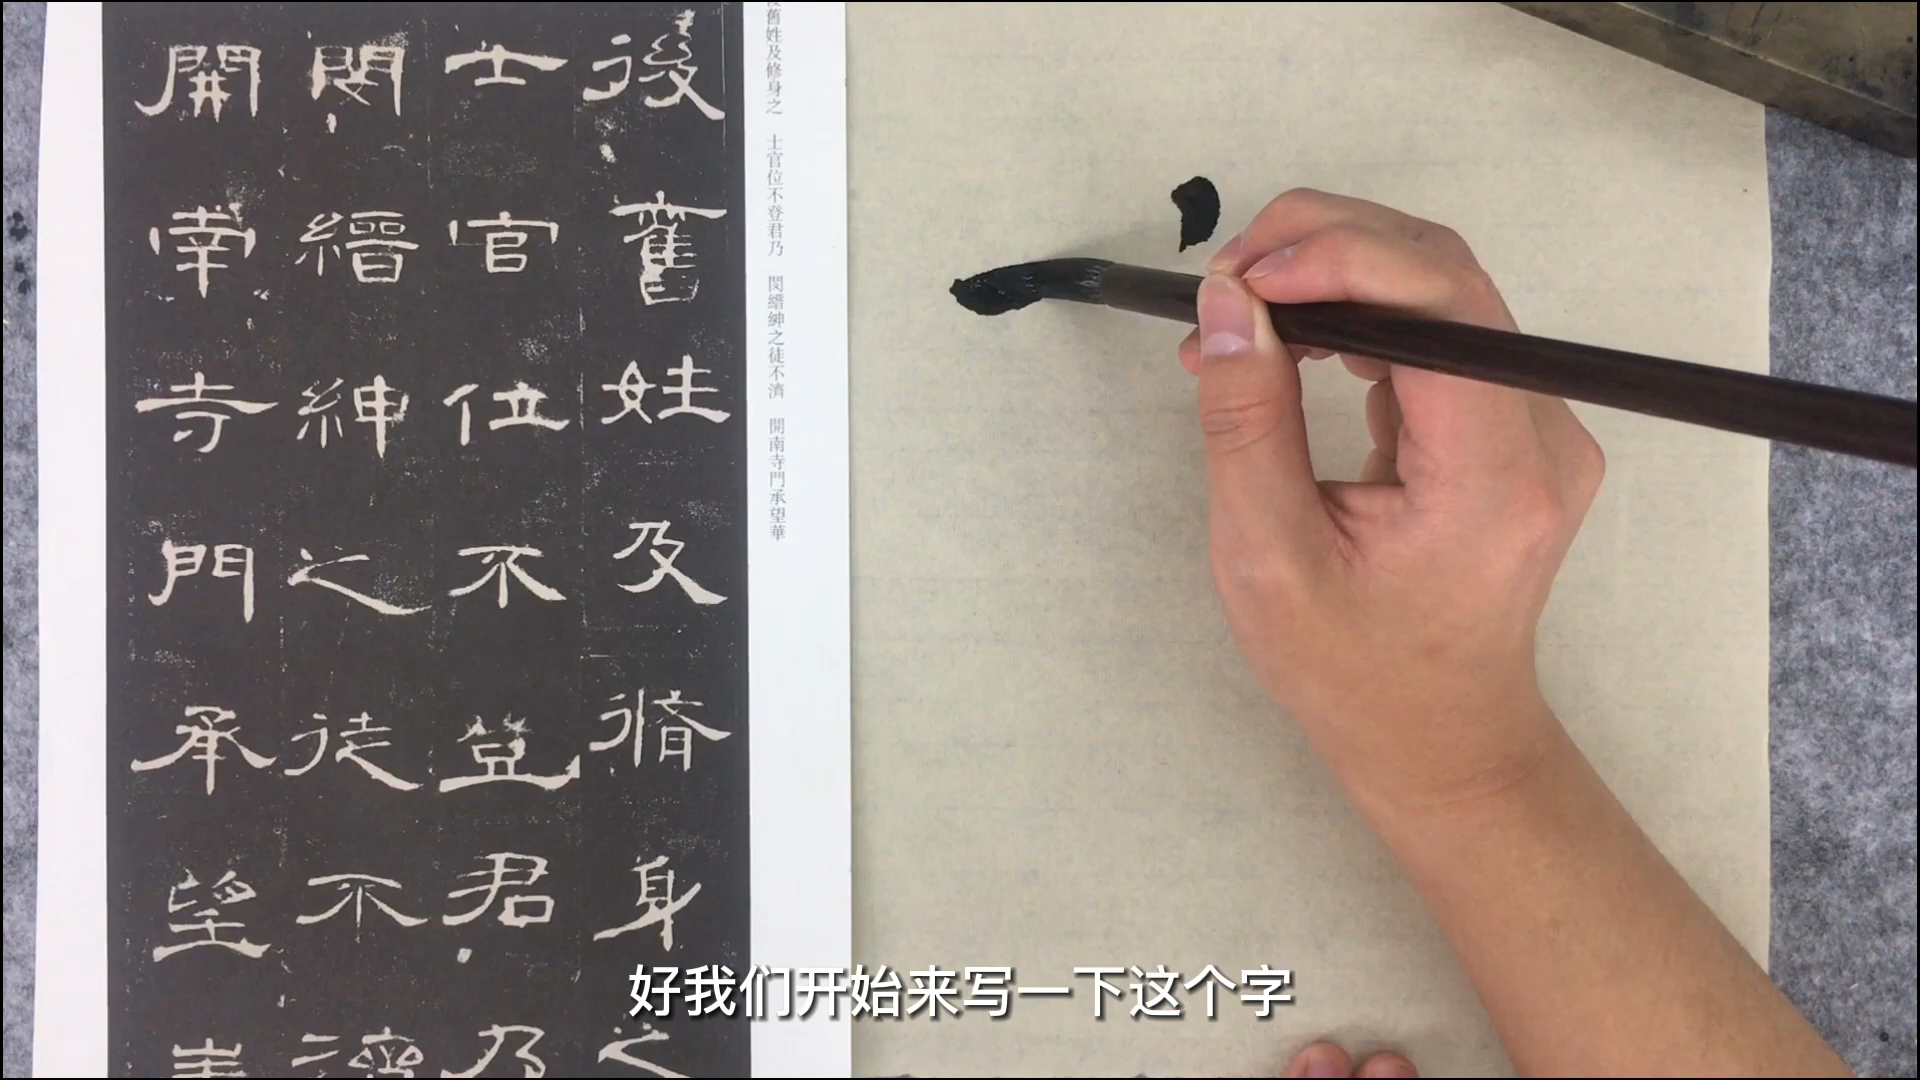 舊姓及修身之　士官位不登君乃　閔縉紳之徒不濟　開南寺門承望華
後舊姓及脩身之
士官位不登君乃
閔縉紳之徒不濟
開南寺門承望
好我们开始来写一下这个字